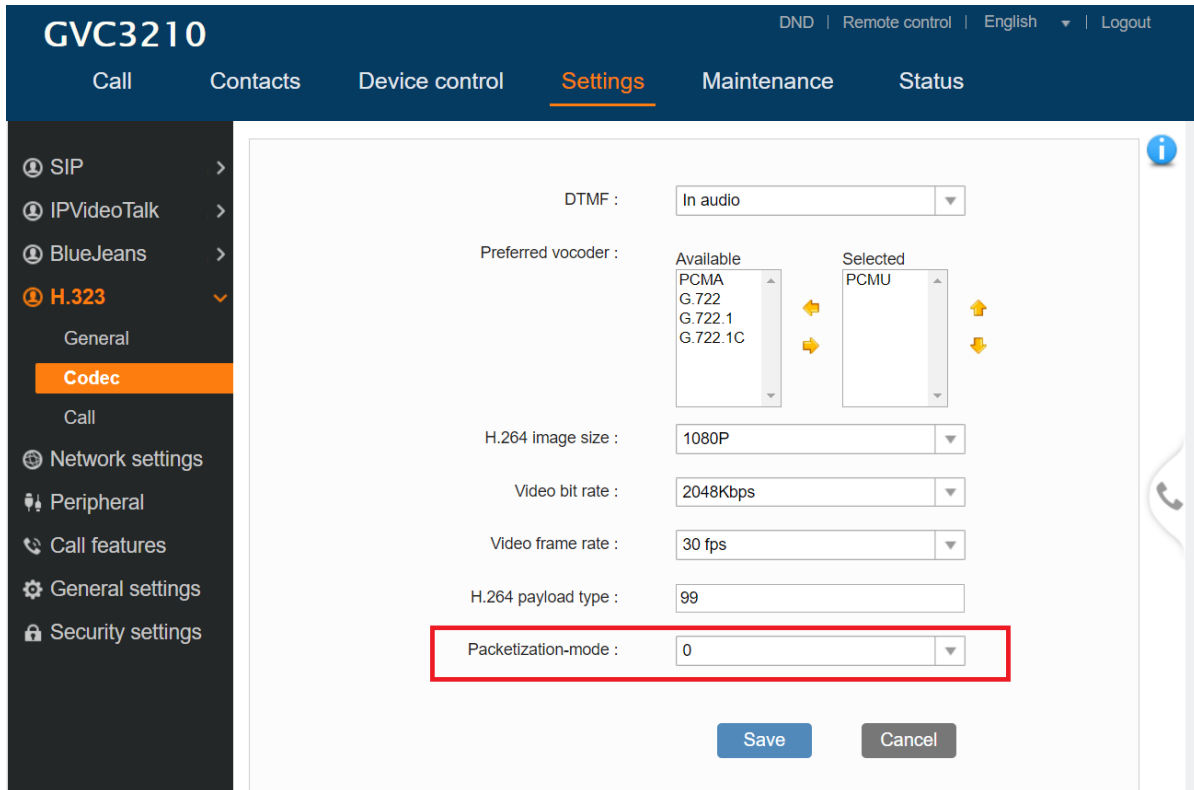 GVC3210
DND | Remote control | English | Logout
Call Contacts Device control Settings Maintenance Status
SIP
IPVideoTalk
BlueJeans
H.323
General
Codec
Call
Network settings
Peripheral
Call features
General settings
Security settings
DTMF : In audio
Preferred vocoder :
Available Selected
PCMA PCMU
G.722
G.722.1
G.722.1C
H.264 image size : 1080P
Video bit rate : 2048Kbps
Video frame rate : 30 fps
H.264 payload type : 99
Packetization-mode : 0
Save Cancel